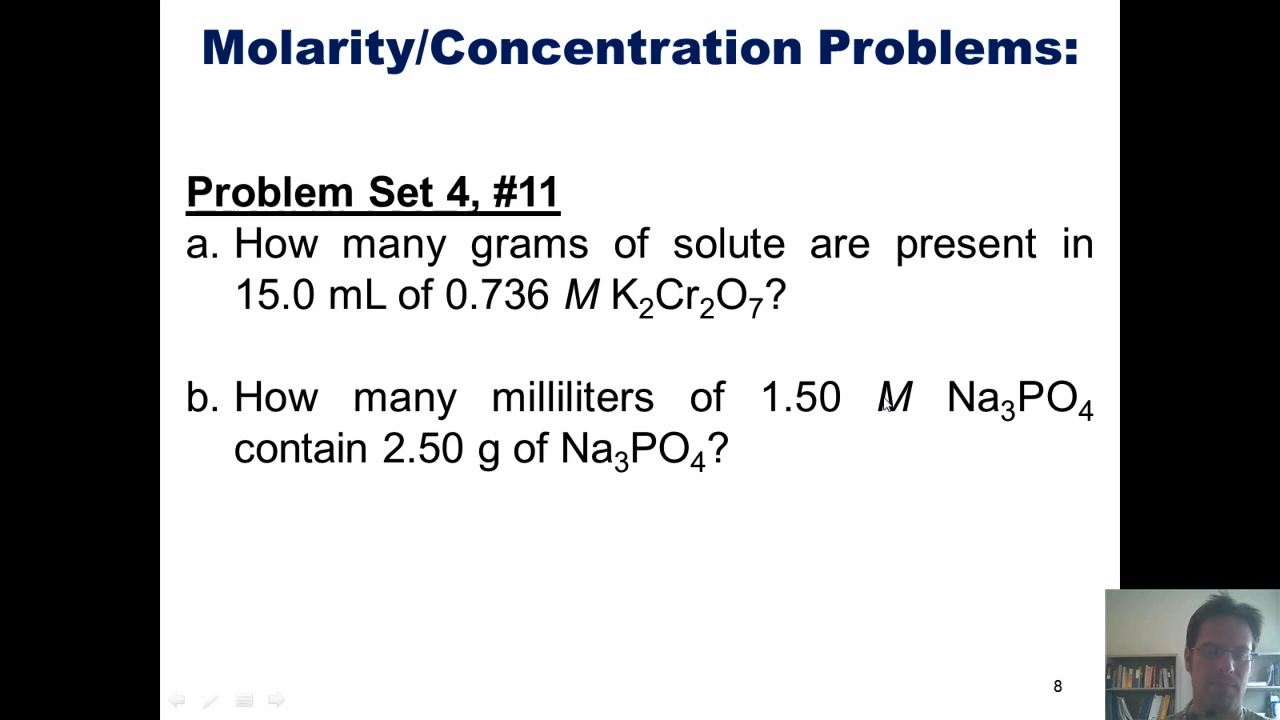 Molarity/Concentration Problems:
Problem Set 4, #11
a. How many grams of solute are present in
15.0 mL of 0.736 M K₂Cr₂O₇?
b. How many milliliters of 1.50 M Na₃PO₄
contain 2.50 g of Na₃PO₄?
8